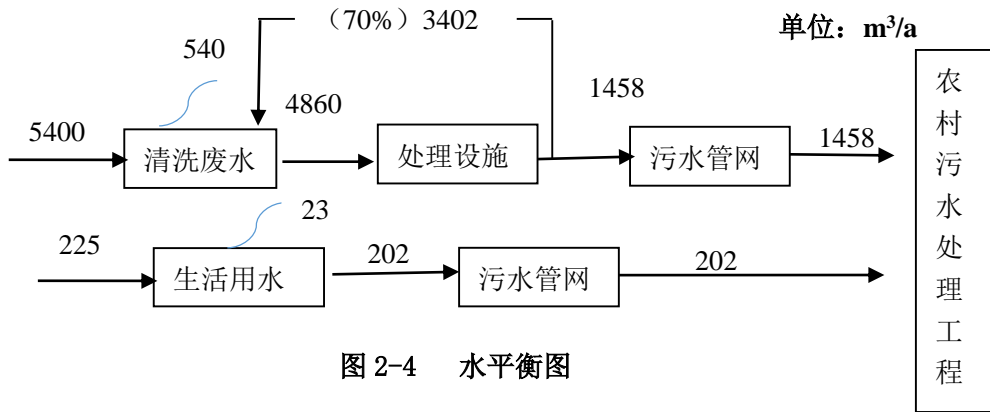 （70%）3402
单位：m³/a
540
4860
1458
5400
清洗废水
处理设施
污水管网
1458
23
225
生活用水
202
污水管网
202
农村污水处理工程
图 2-4 水平衡图